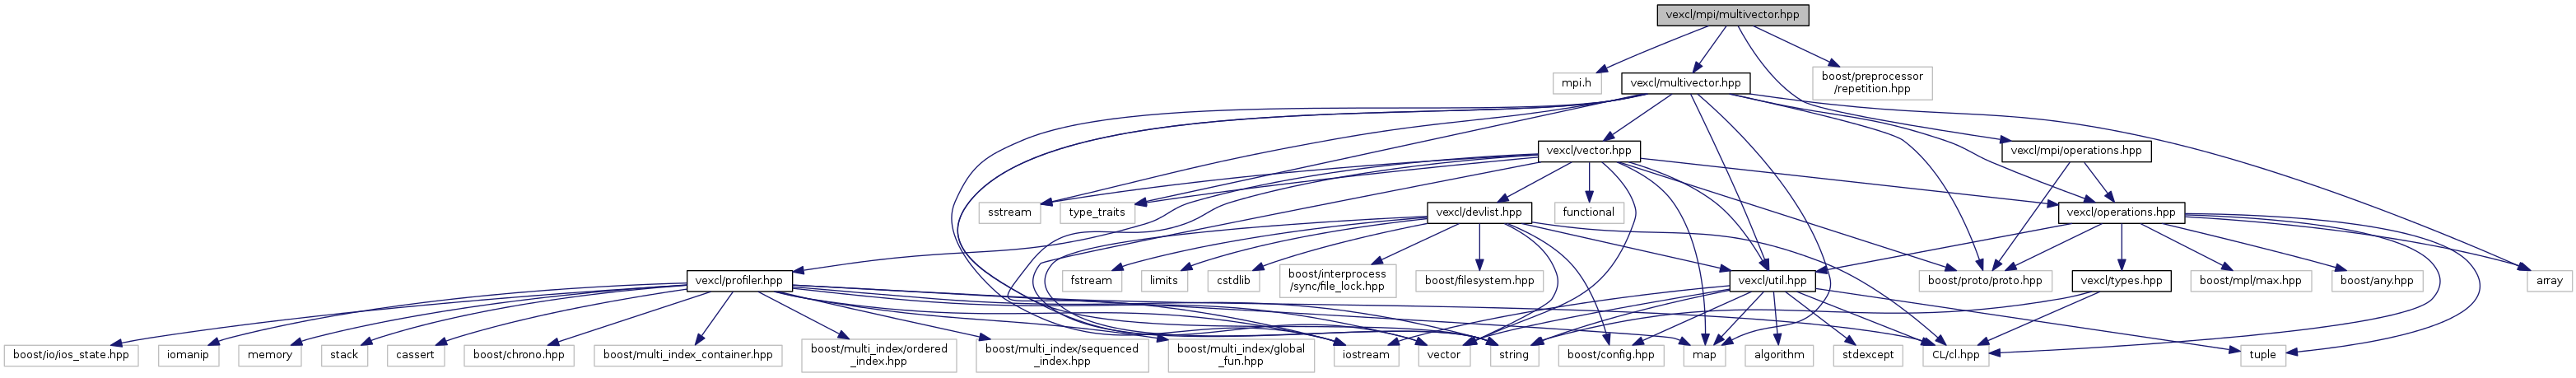 vexcl/mpi/multivector.hpp
mpi.h
vexcl/multivector.hpp
boost/preprocessor
/repetition.hpp
vexcl/vector.hpp
vexcl/mpi/operations.hpp
sstream
type_traits
vexcl/devlist.hpp
functional
vexcl/operations.hpp
vexcl/profiler.hpp
fstream
limits
cstdlib
boost/interprocess
/sync/file_lock.hpp
boost/filesystem.hpp
vexcl/util.hpp
boost/proto/proto.hpp
vexcl/types.hpp
boost/mpl/max.hpp
boost/any.hpp
array
boost/io/ios_state.hpp
iomanip
memory
stack
cassert
boost/chrono.hpp
boost/multi_index_container.hpp
boost/multi_index/ordered
_index.hpp
boost/multi_index/sequenced
_index.hpp
boost/multi_index/global
_fun.hpp
iostream
vector
string
boost/config.hpp
map
algorithm
stdexcept
CL/cl.hpp
tuple